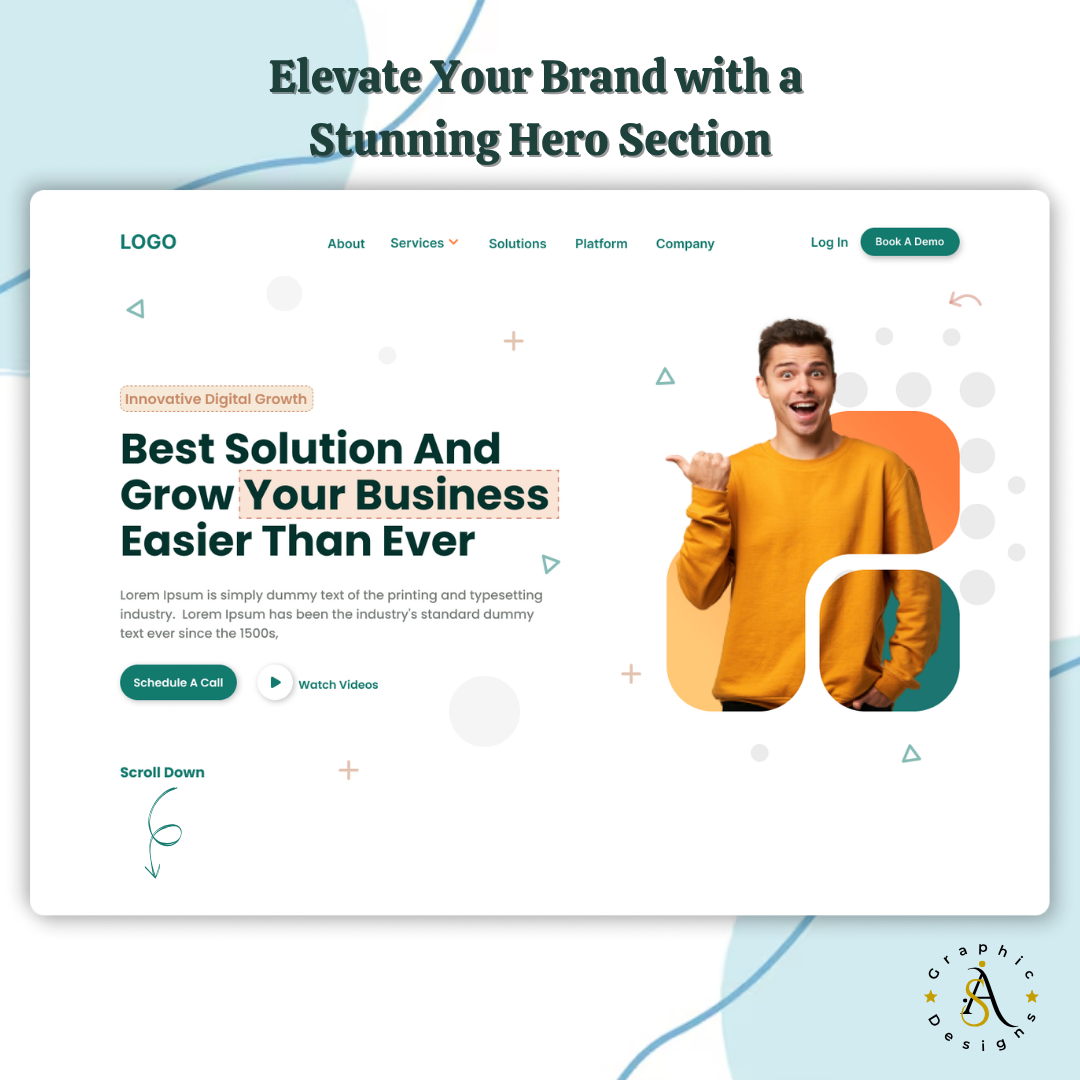 Elevate Your Brand with a
Stunning Hero Section
LOGO
About
Services
Solutions
Platform
Company
Log In
Book A Demo
Innovative Digital Growth
Best Solution And
Grow Your Business
Easier Than Ever
Lorem Ipsum is simply dummy text of the printing and typesetting
industry.  Lorem Ipsum has been the industry's standard dummy
text ever since the 1500s,
Schedule A Call
Watch Videos
Scroll Down
Graphic
SA
Designs